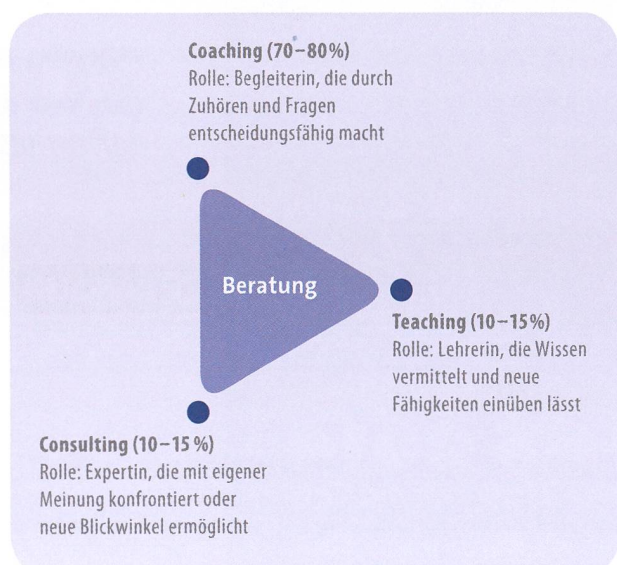 Coaching (70–80%)
Rolle: Begleiterin, die durch
Zuhören und Fragen
entscheidungsfähig macht
Beratung
Teaching (10–15%)
Rolle: Lehrerin, die Wissen
vermittelt und neue
Fähigkeiten einüben lässt
Consulting (10–15%)
Rolle: Expertin, die mit eigener
Meinung konfrontiert oder
neue Blickwinkel ermöglicht